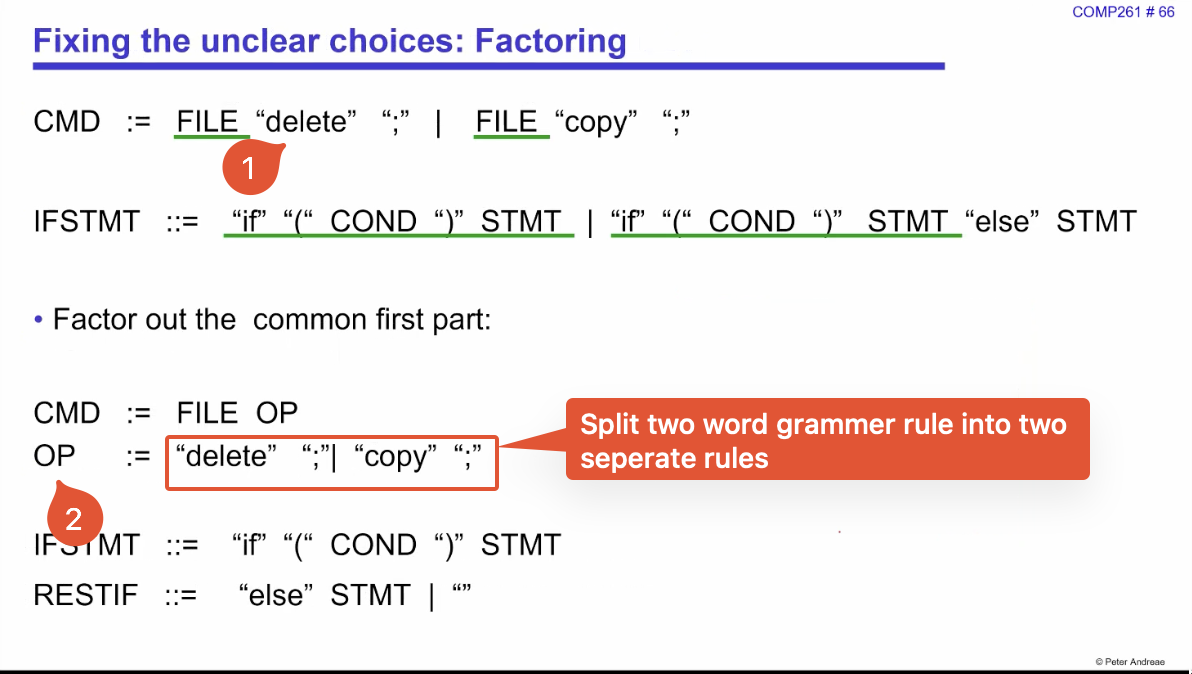 COMP261 # 66
Fixing the unclear choices: Factoring
CMD := FILE “delete” “;” | FILE “copy” “;”
1
IFSTMT ::= “if” “(“ COND “)” STMT | “if” “(“ COND “)” STMT “else” STMT
• Factor out the common first part:
CMD := FILE OP
Split two word grammer rule into two
seperate rules
OP := “delete” “;”| “copy” “;”
2
IFSTMT ::= “if” “(“ COND “)” STMT
RESTIF ::= “else” STMT | “”
© Peter Andreae